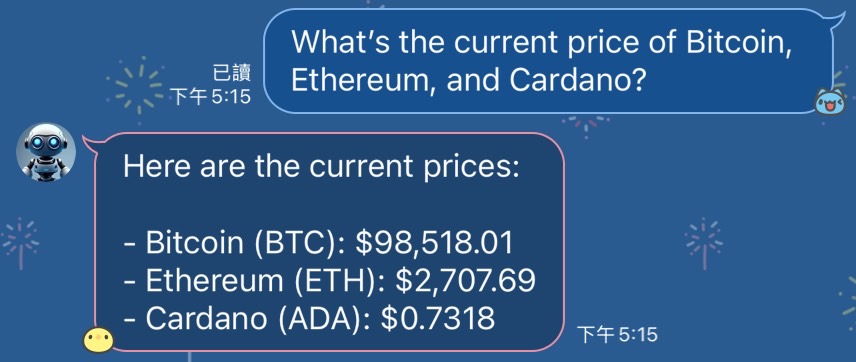 What's the current price of Bitcoin,
Ethereum, and Cardano?
已讀
下午 5:15
Here are the current prices:
- Bitcoin (BTC): $98,518.01
- Ethereum (ETH): $2,707.69
- Cardano (ADA): $0.7318
下午 5:15